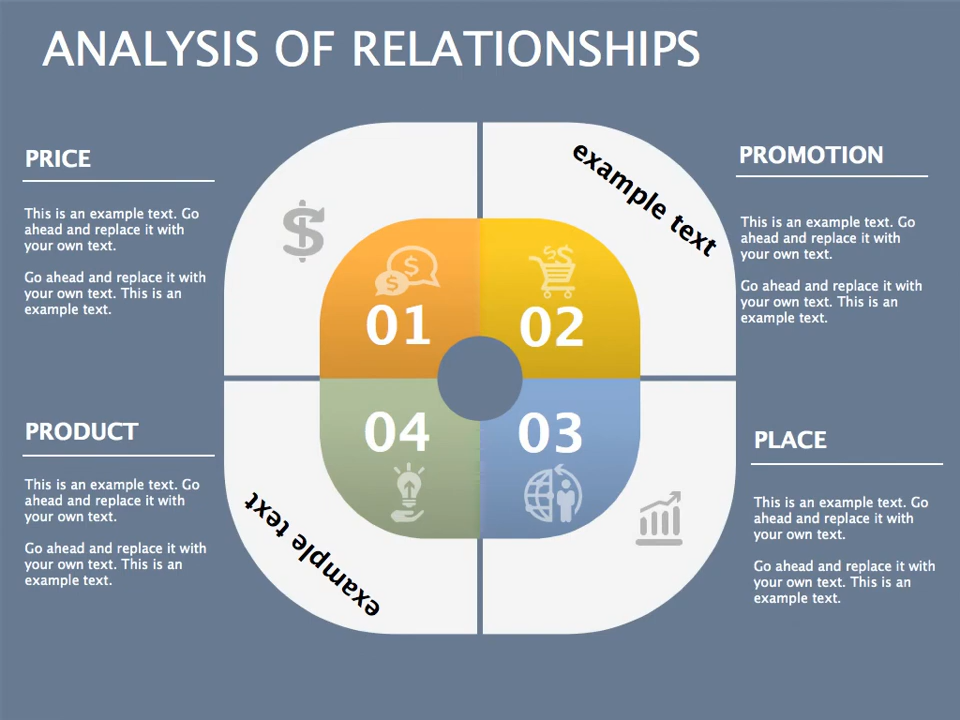 ANALYSIS OF RELATIONSHIPS
PRICE
This is an example text. Go
ahead and replace it with
your own text.
Go ahead and replace it with
your own text. This is an
example text.
PROMOTION
This is an example text. Go
ahead and replace it with
your own text.
Go ahead and replace it with
your own text. This is an
example text.
example text
01
02
04
03
PRODUCT
This is an example text. Go
ahead and replace it with
your own text.
Go ahead and replace it with
your own text. This is an
example text.
example text
PLACE
This is an example text. Go
ahead and replace it with
your own text.
Go ahead and replace it with
your own text. This is an
example text.